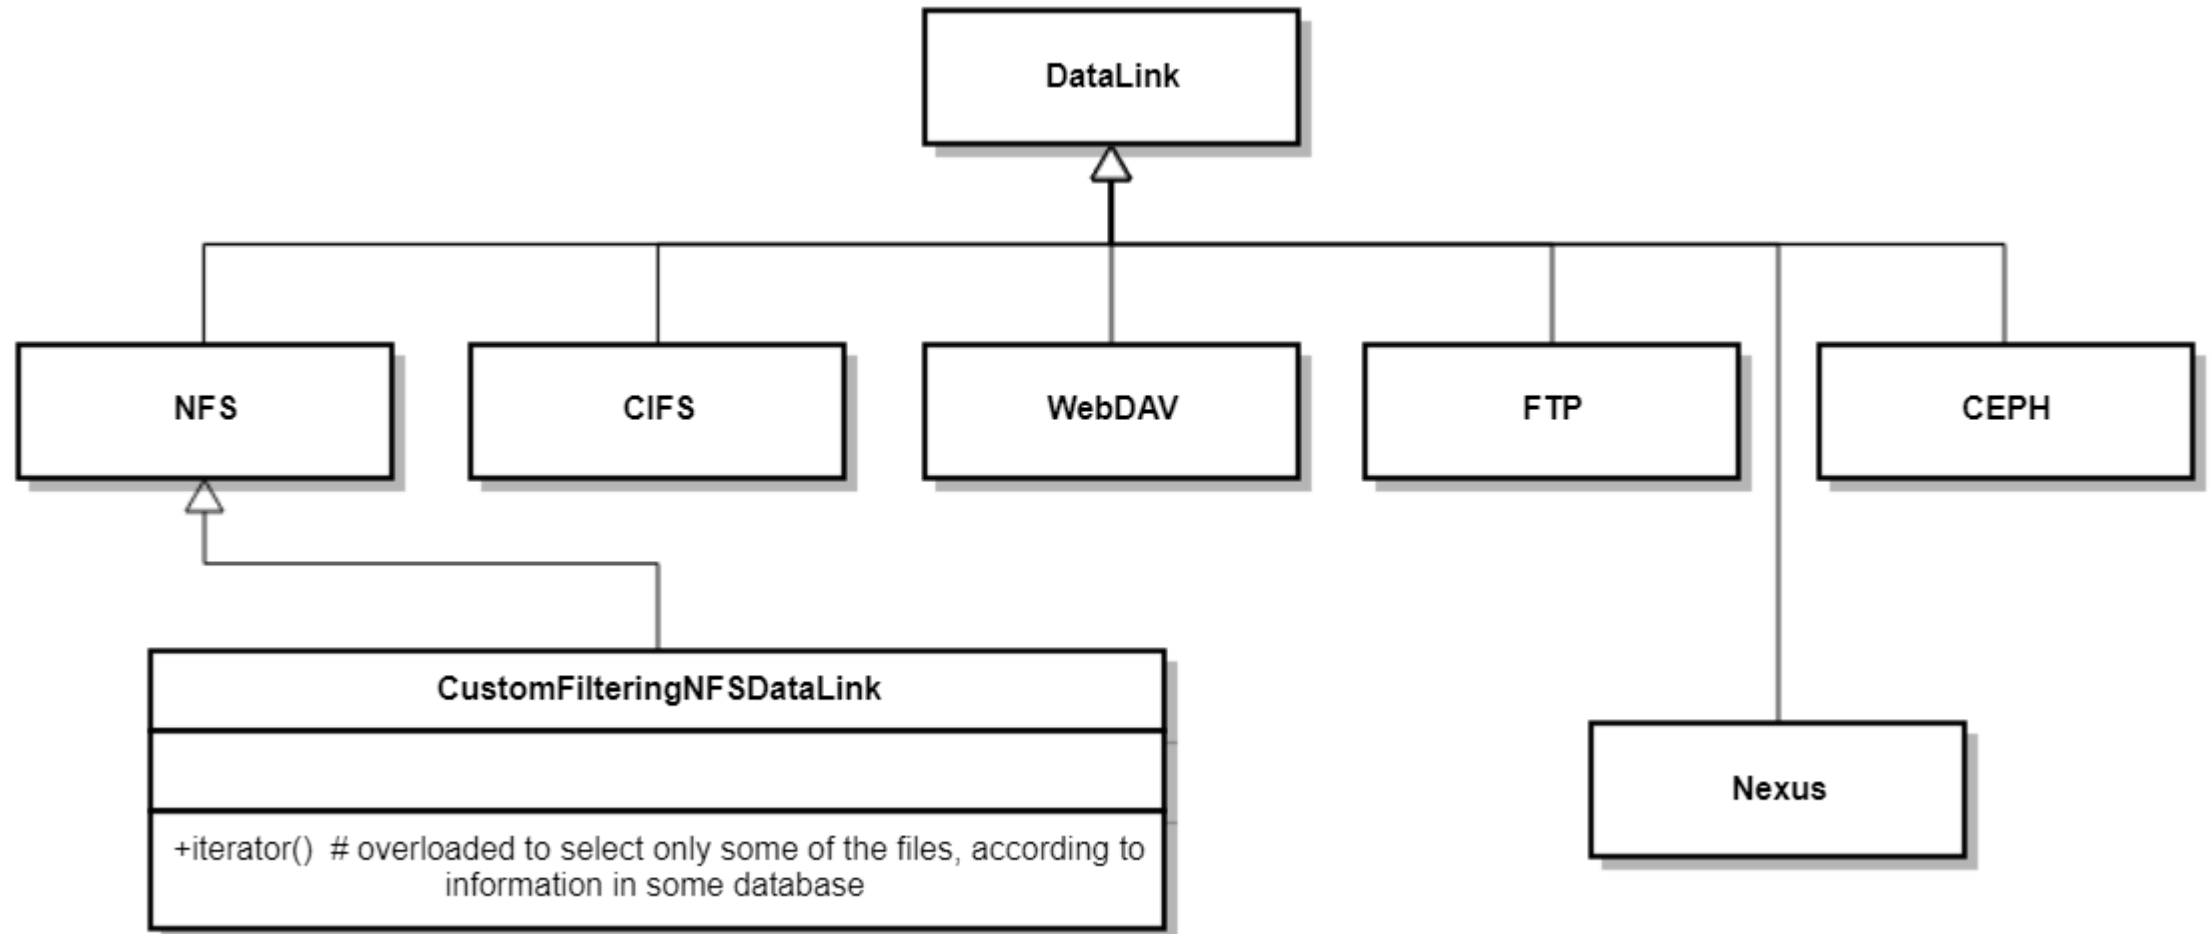 DataLink
NFS
CIFS
WebDAV
FTP
CEPH
CustomFilteringNFSDataLink
Nexus
+iterator()  # overloaded to select only some of the files, according to
information in some database